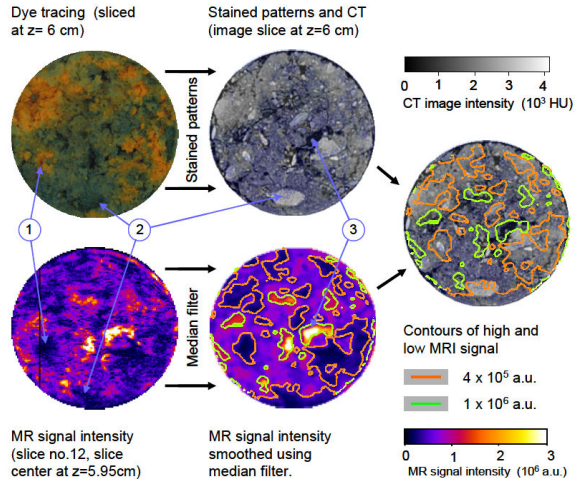 Dye tracing (sliced
at z= 6 cm)
Stained patterns and CT
(image slice at z=6 cm)
Stained patterns
0 1 2 3 4
CT image intensity (10³ HU)
1
2
3
Median filter
Contours of high and
low MRI signal
4 x 10⁵ a.u.
1 x 10⁶ a.u.
MR signal intensity
(slice no.12, slice
center at z=5.95cm)
MR signal intensity
smoothed using
median filter.
0 1 2 3
MR signal intensity (10⁶ a.u.)